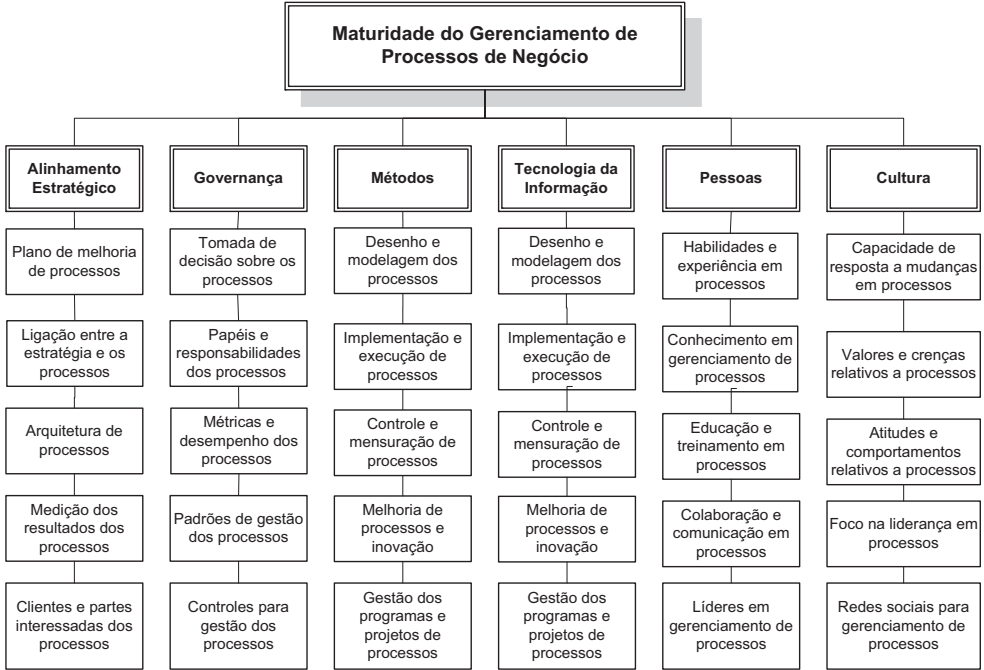 Maturidade do Gerenciamento de
Processos de Negócio
Alinhamento
Estratégico
Governança
Métodos
Tecnologia da
Informação
Pessoas
Cultura
Plano de melhoria
de processos
Tomada de
decisão sobre os
processos
Desenho e
modelagem dos
processos
Desenho e
modelagem dos
processos
Habilidades e
experiência em
processos
Capacidade de
resposta a mudanças
em processos
Ligação entre a
estratégia e os
processos
Papéis e
responsabilidades
dos processos
Implementação e
execução de
processos
Implementação e
execução de
processos
Conhecimento em
gerenciamento de
processos
Valores e crenças
relativos a processos
Arquitetura de
processos
Métricas e
desempenho dos
processos
Controle e
mensuração de
processos
Controle e
mensuração de
processos
Educação e
treinamento em
processos
Atitudes e
comportamentos
relativos a processos
Medição dos
resultados dos
processos
Padrões de gestão
dos processos
Melhoria de
processos e
inovação
Melhoria de
processos e
inovação
Colaboração e
comunicação em
processos
Foco na liderança em
processos
Clientes e partes
interessadas dos
processos
Controles para
gestão dos
processos
Gestão dos
programas e
projetos de
processos
Gestão dos
programas e
projetos de
processos
Líderes em
gerenciamento de
processos
Redes sociais para
gerenciamento de
processos